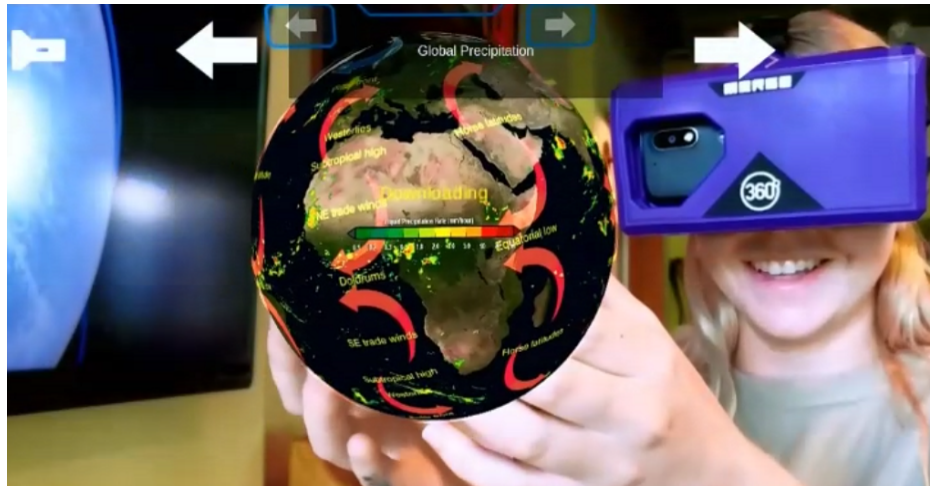 Global Precipitation
MERGE
360°
Westerlies
Horse latitudes
Subtropical high
Downloading
NE trade winds
Equatorial low
Doldrums
SE trade winds
Horse latitudes
Subtropical high